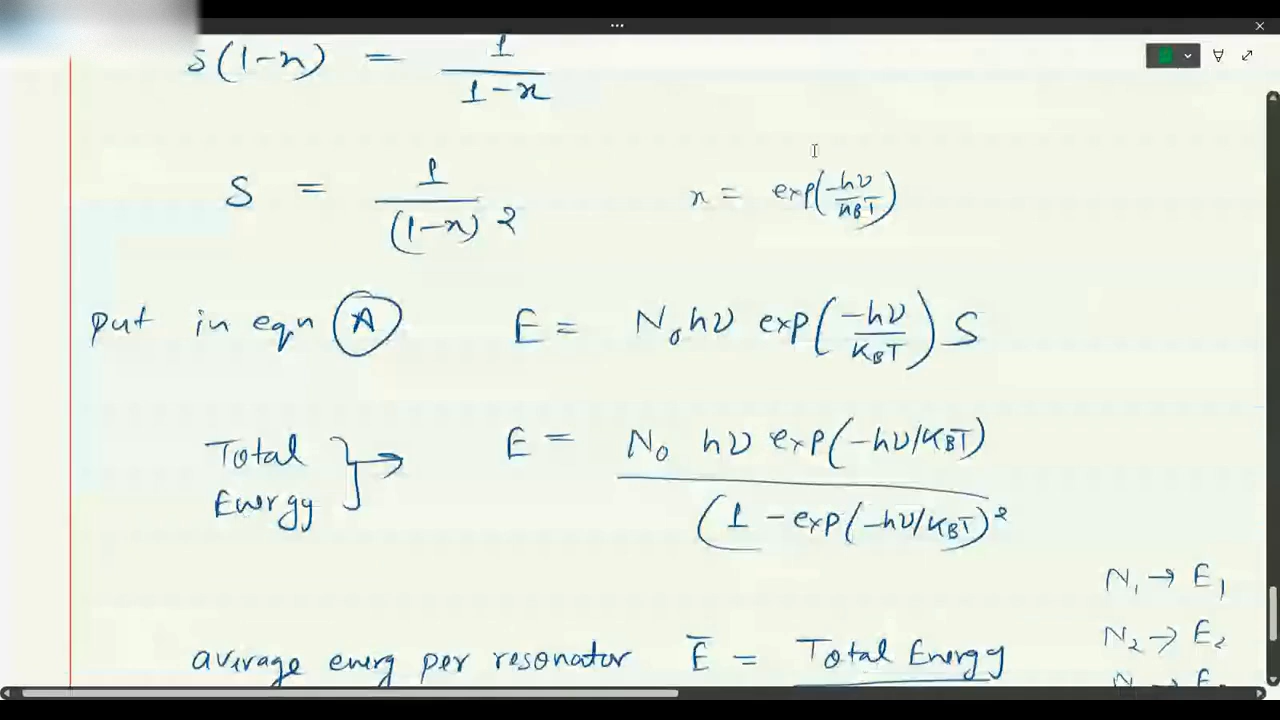 s(1-x) = 1/(1-x)
S = 1/(1-x)2 x = exp(-hν/KBT)
put in eqn (A) E = N0hν exp(-hν/KBT) S
Total Energy }→ E = N0 hν exp(-hν/KBT) / (1 - exp(-hν/KBT)2
N1 → E1
N2 → E2
average energ per resonator E̅ = Total Energy